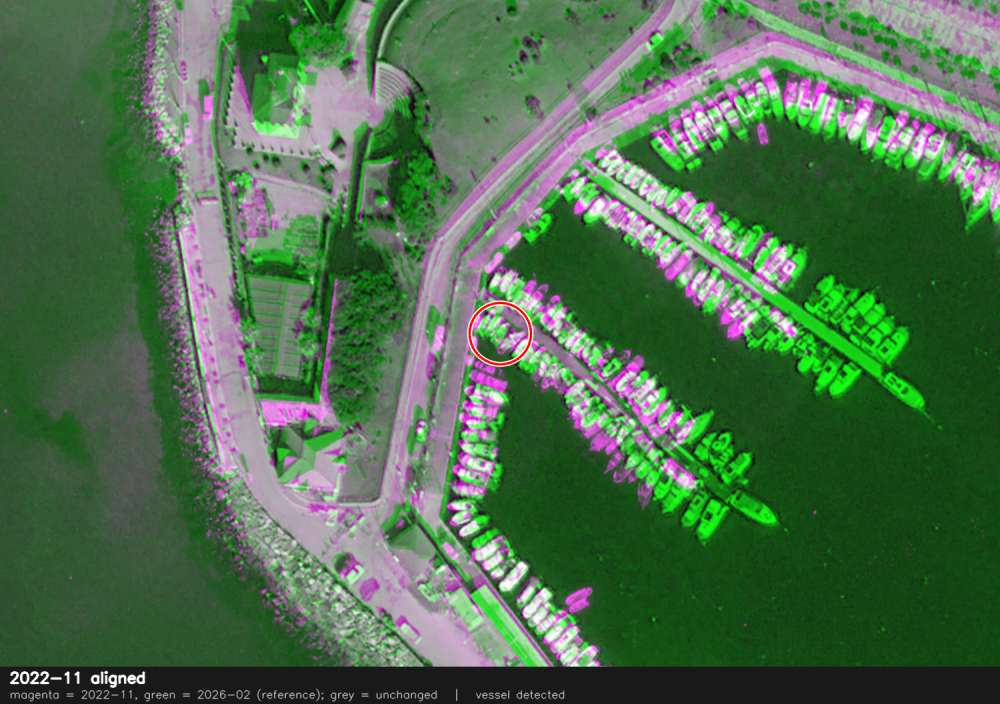 2022-11 aligned
magenta = 2022-11, green = 2026-02 (reference); grey = unchanged | vessel detected